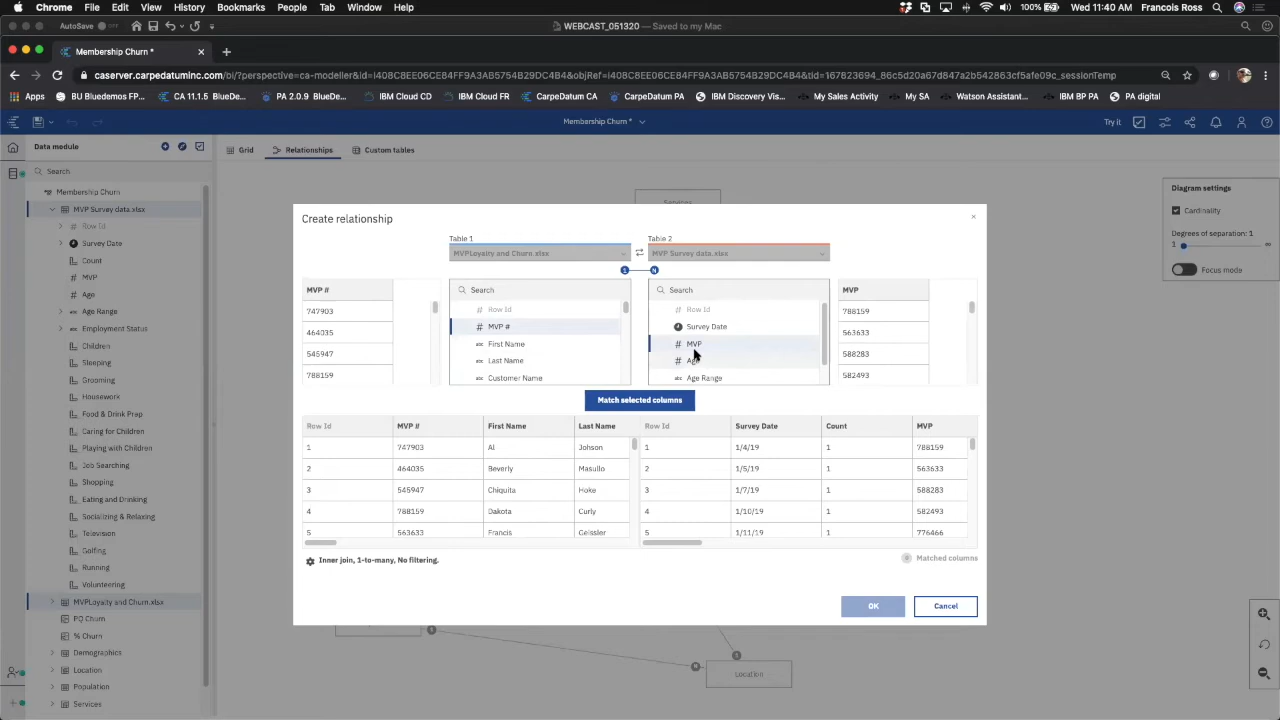 Chrome File Edit View History Bookmarks People Tab Window Help 100% Wed 11:40 AM Francois Ross
AutoSave WEBCAST_051320 — Saved to my Mac
Membership Churn *
Apps BU Bluedemos FP... CA 11.1.5 BlueDe... PA 2.0.9 BlueDe... IBM Cloud CD IBM Cloud FR CarpeDatum CA CarpeDatum PA IBM Discovery Vis... My Sales Activity My SA Watson Assistant... IBM BP PA PA digital
Membership Churn * Try it
Data module Grid Relationships Custom tables
Search
Membership Churn
MVP Survey data.xlsx
Row Id
Survey Date
Count
MVP
Age
Age Range
Employment Status
Children
Sleeping
Grooming
Housework
Food & Drink Prep
Caring for Children
Playing with Children
Job Searching
Shopping
Eating and Drinking
Socializing & Relaxing
Television
Golfing
Running
Volunteering
MVPLoyalty and Churn.xlsx
PQ Churn
% Churn
Demographics
Location
Population
Services
Services
Diagram settings
Cardinality
Degrees of separation: 1
Focus mode
Create relationship
Table 1 Table 2
MVPLoyalty and Churn.xlsx MVP Survey data.xlsx
1 N
MVP #
747903
464035
545947
788159
Search
Row Id
MVP #
First Name
Last Name
Customer Name
Search
Row Id
Survey Date
MVP
Age Range
MVP
788159
563633
588283
582493
Match selected columns
Row Id MVP # First Name Last Name Row Id Survey Date Count MVP
1 747903 Al Johson 1 1/4/19 1 788159
2 464035 Beverly Masullo 2 1/5/19 1 563633
3 545947 Chiquita Hoke 3 1/7/19 1 588283
4 788159 Dakota Curly 4 1/10/19 1 582493
5 563633 Francis Geissler 5 1/11/19 1 776466
Inner join, 1-to-many, No filtering. Matched columns
OK Cancel
Location